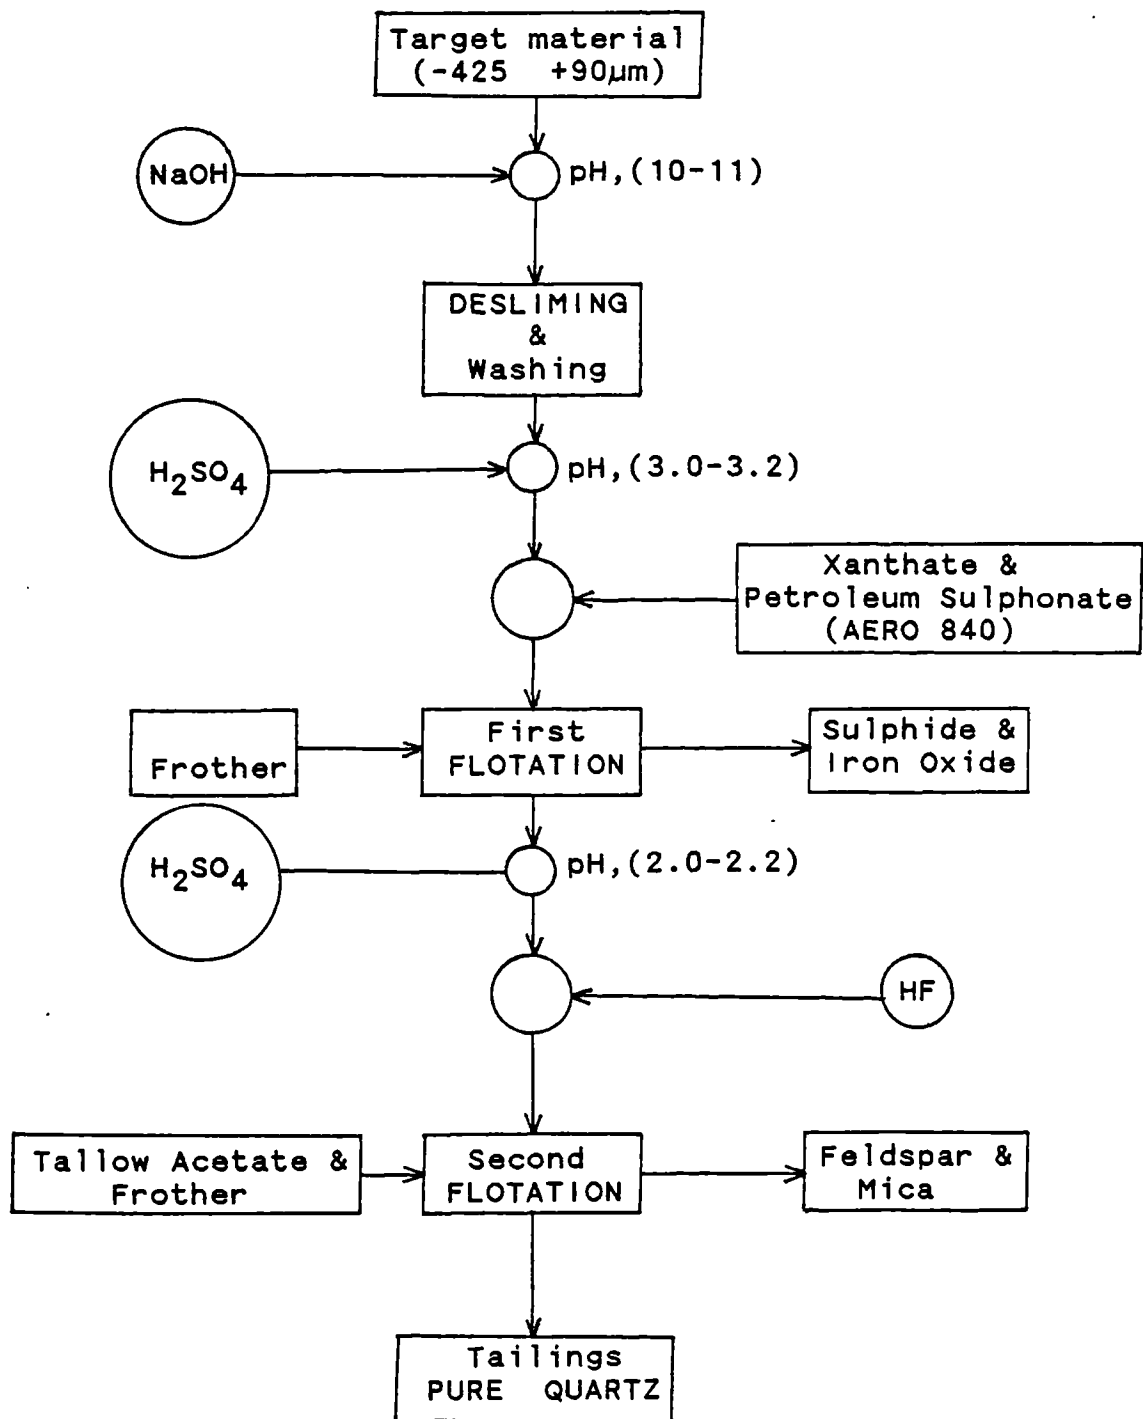 Target material
(-425 +90µm)
NaOH
pH,(10-11)
DESLIMING
&
Washing
H2SO4
pH,(3.0-3.2)
Xanthate &
Petroleum Sulphonate
(AERO 840)
Frother
First
FLOTATION
Sulphide &
Iron Oxide
H2SO4
pH,(2.0-2.2)
HF
Tallow Acetate &
Frother
Second
FLOTATION
Feldspar &
Mica
Tailings
PURE QUARTZ